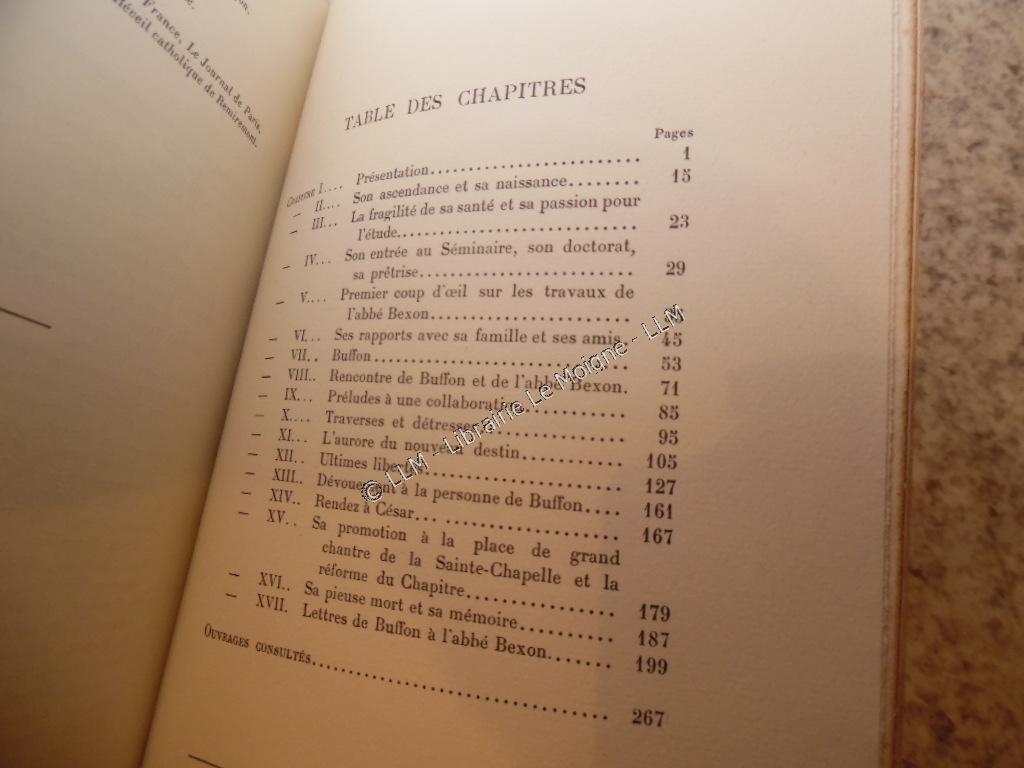 France, Le Journal de Paris,
Réveil catholique de Remiremont.
TABLE DES CHAPITRES
Pages
CHAPITRE I.... Présentation.......................... 1
— II.... Son ascendance et sa naissance........ 15
— III... La fragilité de sa santé et sa passion pour
l'étude............................. 23
— IV... Son entrée au Séminaire, son doctorat,
sa prêtrise.......................... 29
— V.... Premier coup d'œil sur les travaux de
l'abbé Bexon.........................
— VI... Ses rapports avec sa famille et ses amis. 45
— VII.. Buffon............................... 53
— VIII.. Rencontre de Buffon et de l'abbé Bexon. 71
— IX... Préludes à une collaboration.......... 85
— X.... Traverses et détresses................ 95
— XI... L'aurore du nouveau destin............ 105
— XII.. Ultimes ...................... 127
— XIII.. Dévouement à la personne de Buffon.... 161
— XIV.. Rendez à César....................... 167
— XV.. Sa promotion à la place de grand
chantre de la Sainte-Chapelle et la
réforme du Chapitre................. 179
— XVI.. Sa pieuse mort et sa mémoire.......... 187
— XVII. Lettres de Buffon à l'abbé Bexon....... 199
OUVRAGES CONSULTÉS................................. 267
© LLM - Librairie Le Moigne - LLM